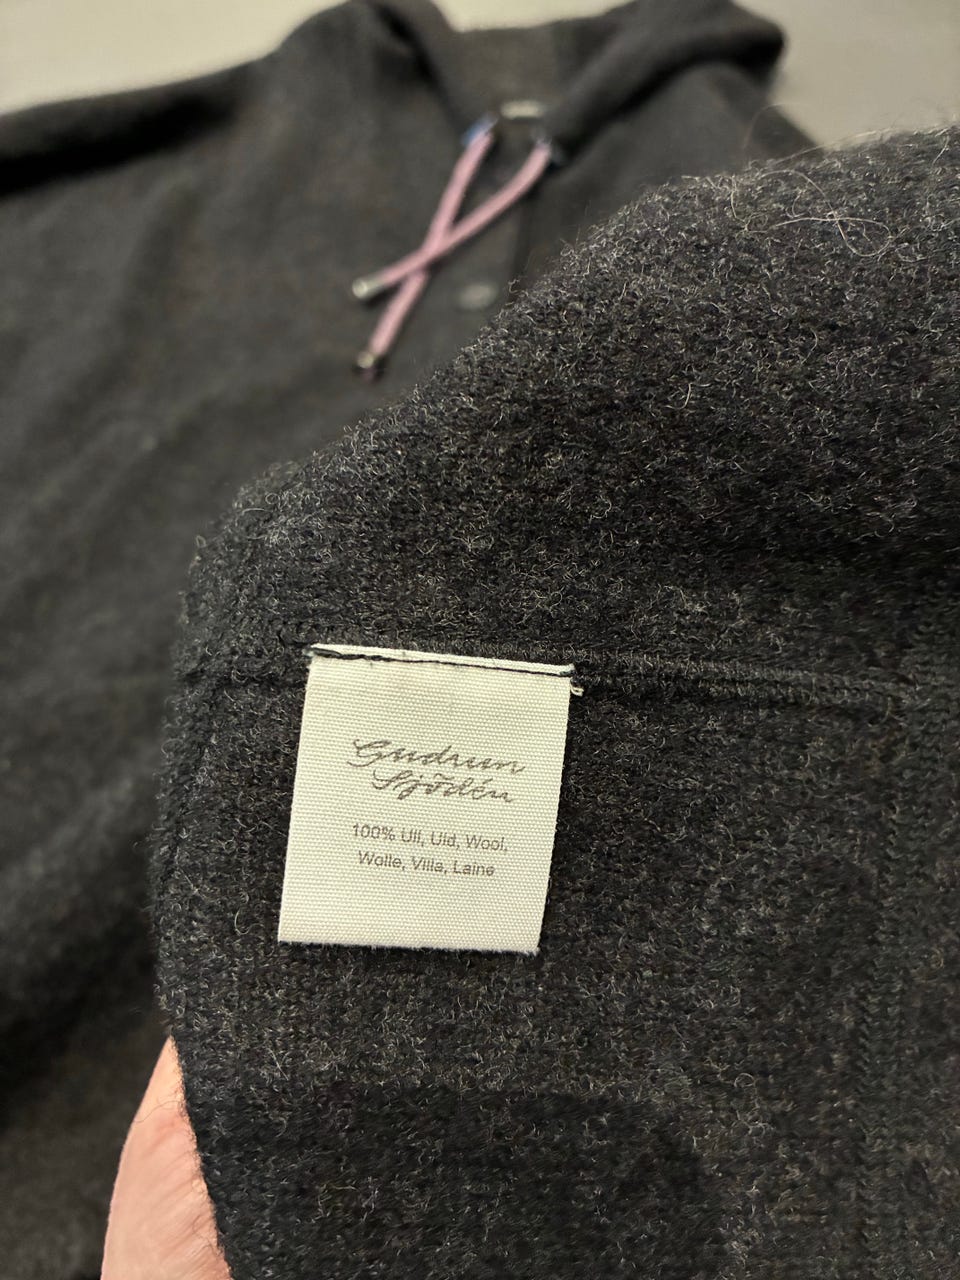 Gudrun
Sjödén
100% Ull, Uld, Wool,
Wolle, Villa, Laine